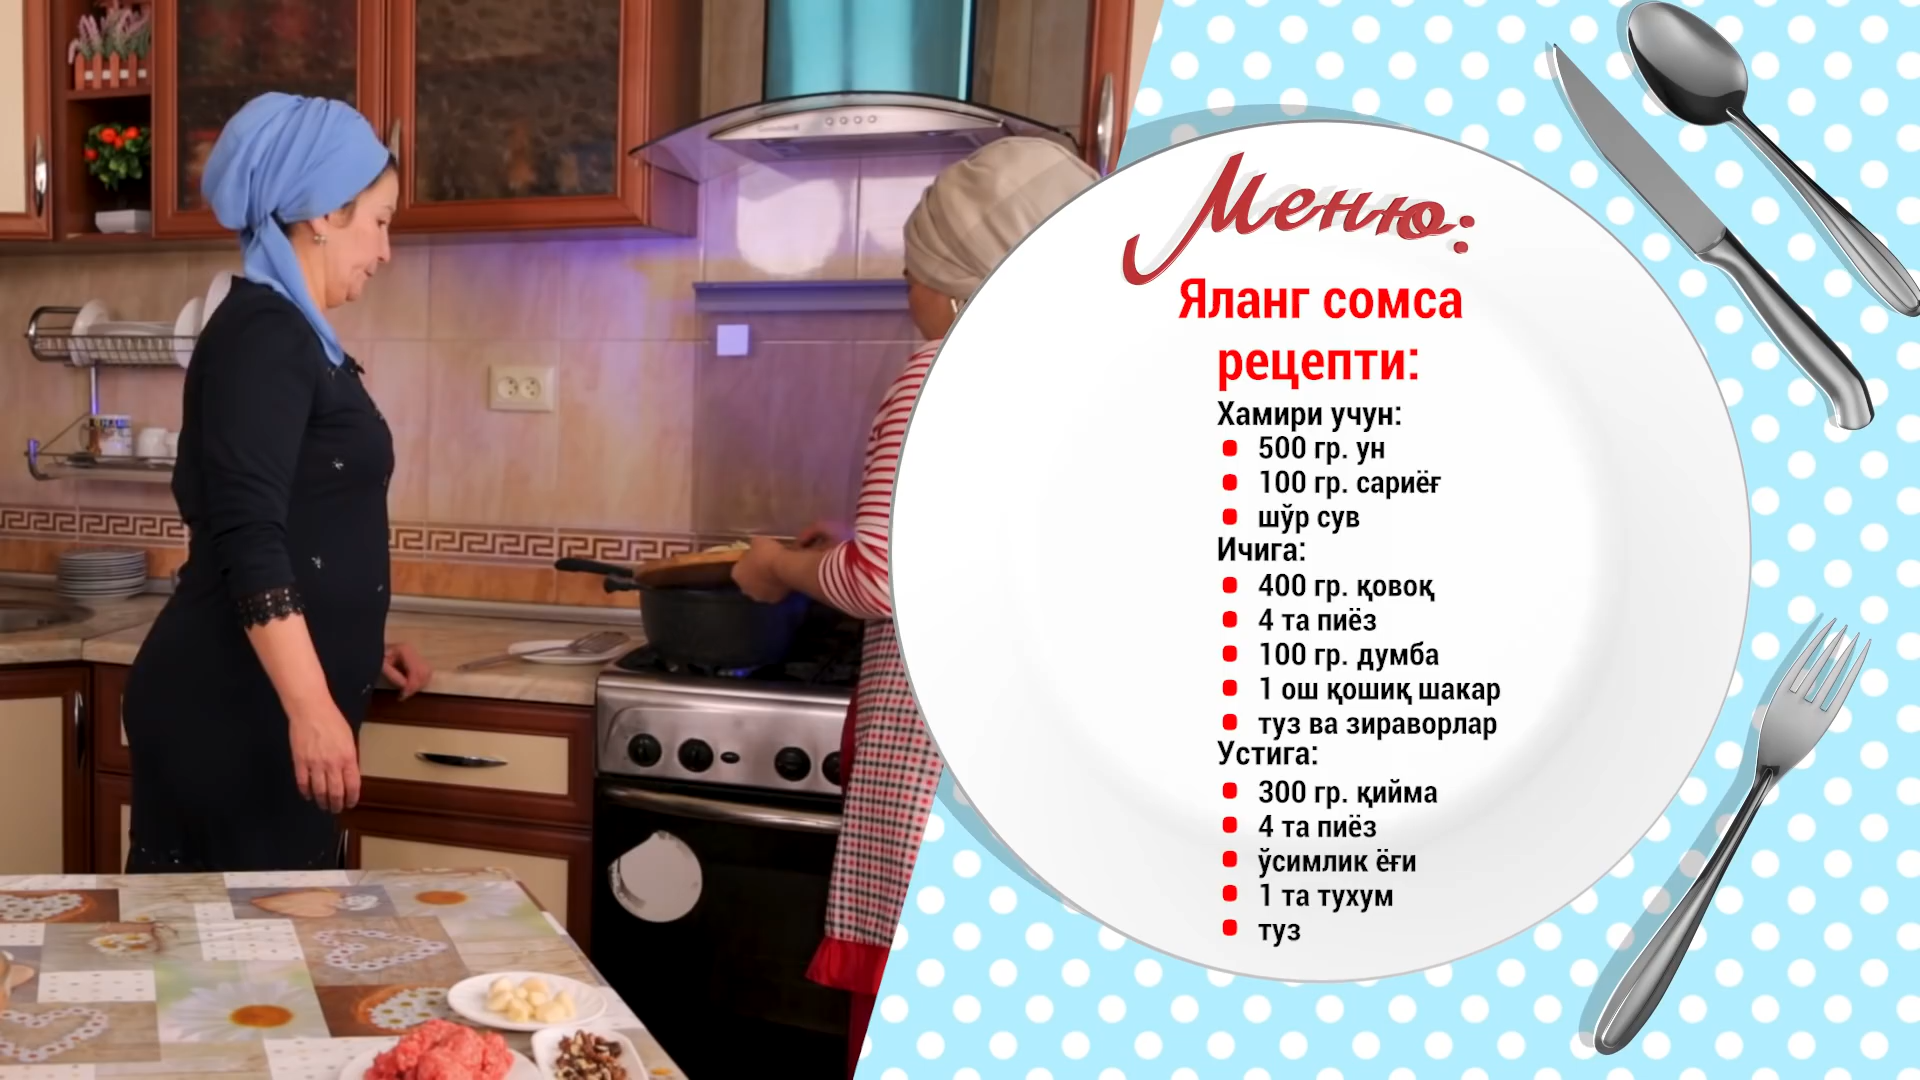 Меню:
Яланг сомса
рецепти:
Хамири учун:
500 гр. ун
100 гр. сариёғ
шўр сув
Ичига:
400 гр. қовоқ
4 та пиёз
100 гр. думба
1 ош қошиқ шакар
туз ва зираворлар
Устига:
300 гр. қийма
4 та пиёз
ўсимлик ёғи
1 та тухум
туз